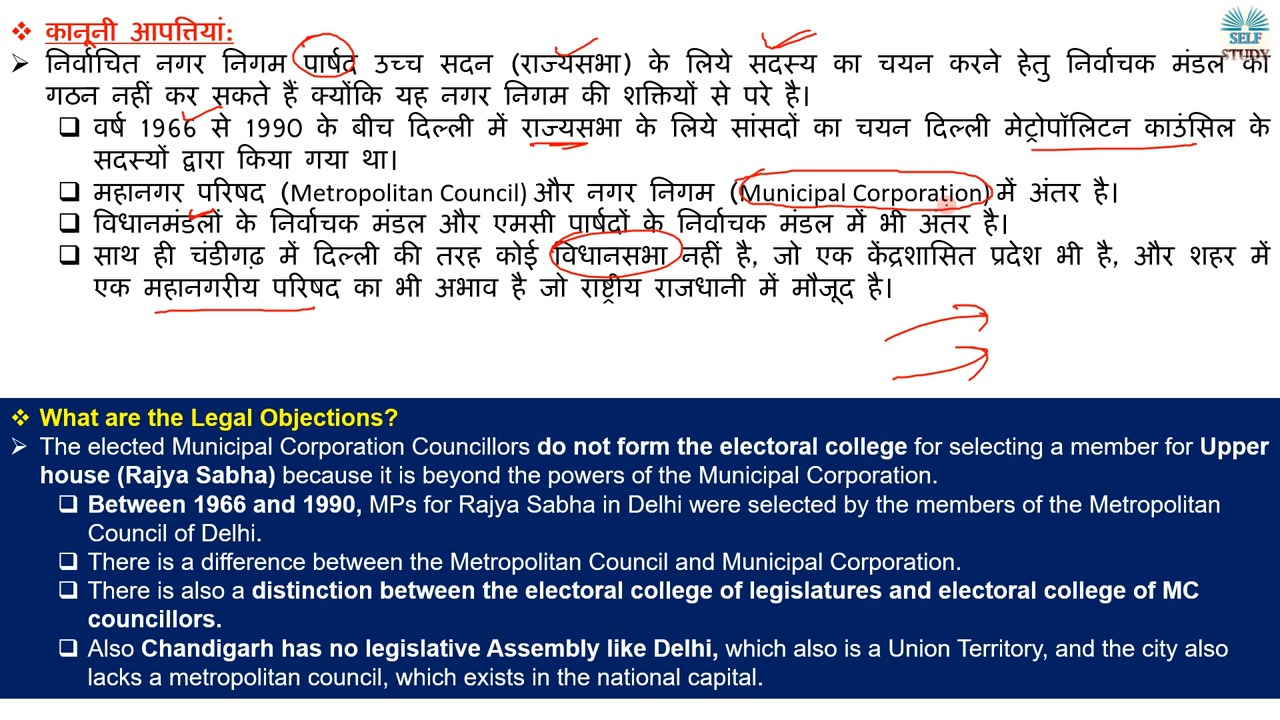 ❖ कानूनी आपत्तियां:
SELF
STUDY
➢ निर्वाचित नगर निगम पार्षद उच्च सदन (राज्यसभा) के लिये सदस्य का चयन करने हेतु निर्वाचक मंडल का
गठन नहीं कर सकते हैं क्योंकि यह नगर निगम की शक्तियों से परे है।
❑ वर्ष 1966 से 1990 के बीच दिल्ली में राज्यसभा के लिये सांसदों का चयन दिल्ली मेट्रोपॉलिटन काउंसिल के
सदस्यों द्वारा किया गया था।
❑ महानगर परिषद (Metropolitan Council) और नगर निगम (Municipal Corporation) में अंतर है।
❑ विधानमंडलों के निर्वाचक मंडल और एमसी पार्षदों के निर्वाचक मंडल में भी अंतर है।
❑ साथ ही चंडीगढ़ में दिल्ली की तरह कोई विधानसभा नहीं है, जो एक केंद्रशासित प्रदेश भी है, और शहर में
एक महानगरीय परिषद का भी अभाव है जो राष्ट्रीय राजधानी में मौजूद है।
❖ What are the Legal Objections?
➢ The elected Municipal Corporation Councillors do not form the electoral college for selecting a member for Upper
house (Rajya Sabha) because it is beyond the powers of the Municipal Corporation.
❑ Between 1966 and 1990, MPs for Rajya Sabha in Delhi were selected by the members of the Metropolitan
Council of Delhi.
❑ There is a difference between the Metropolitan Council and Municipal Corporation.
❑ There is also a distinction between the electoral college of legislatures and electoral college of MC
councillors.
❑ Also Chandigarh has no legislative Assembly like Delhi, which also is a Union Territory, and the city also
lacks a metropolitan council, which exists in the national capital.